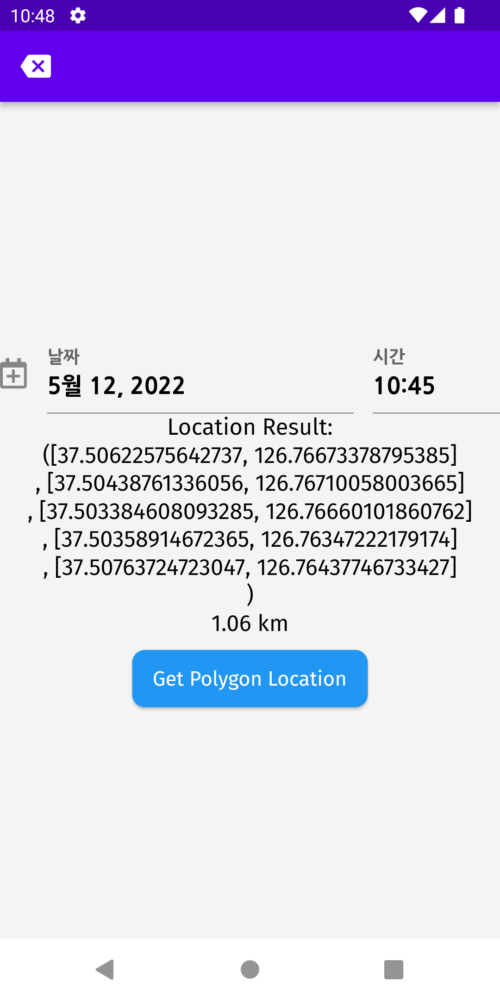 10:48
날짜
시간
5월 12, 2022
10:45
Location Result:
([37.50622575642737, 126.76673378795385]
, [37.50438761336056, 126.76710058003665]
, [37.503384608093285, 126.76660101860762]
, [37.50358914672365, 126.76347222179174]
, [37.50763724723047, 126.76437746733427]
)
1.06 km
Get Polygon Location